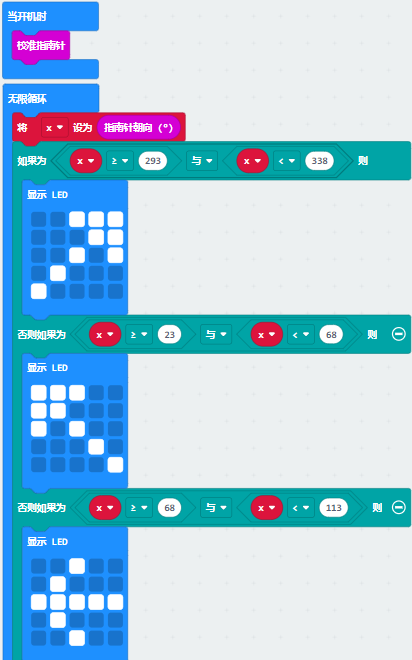 当开机时
校准指南针
无限循环
将 x 设为 指南针朝向（°）
如果为 x ≥ 293 与 x < 338 则
显示 LED
否则如果为 x ≥ 23 与 x < 68 则
显示 LED
否则如果为 x ≥ 68 与 x < 113 则
显示 LED